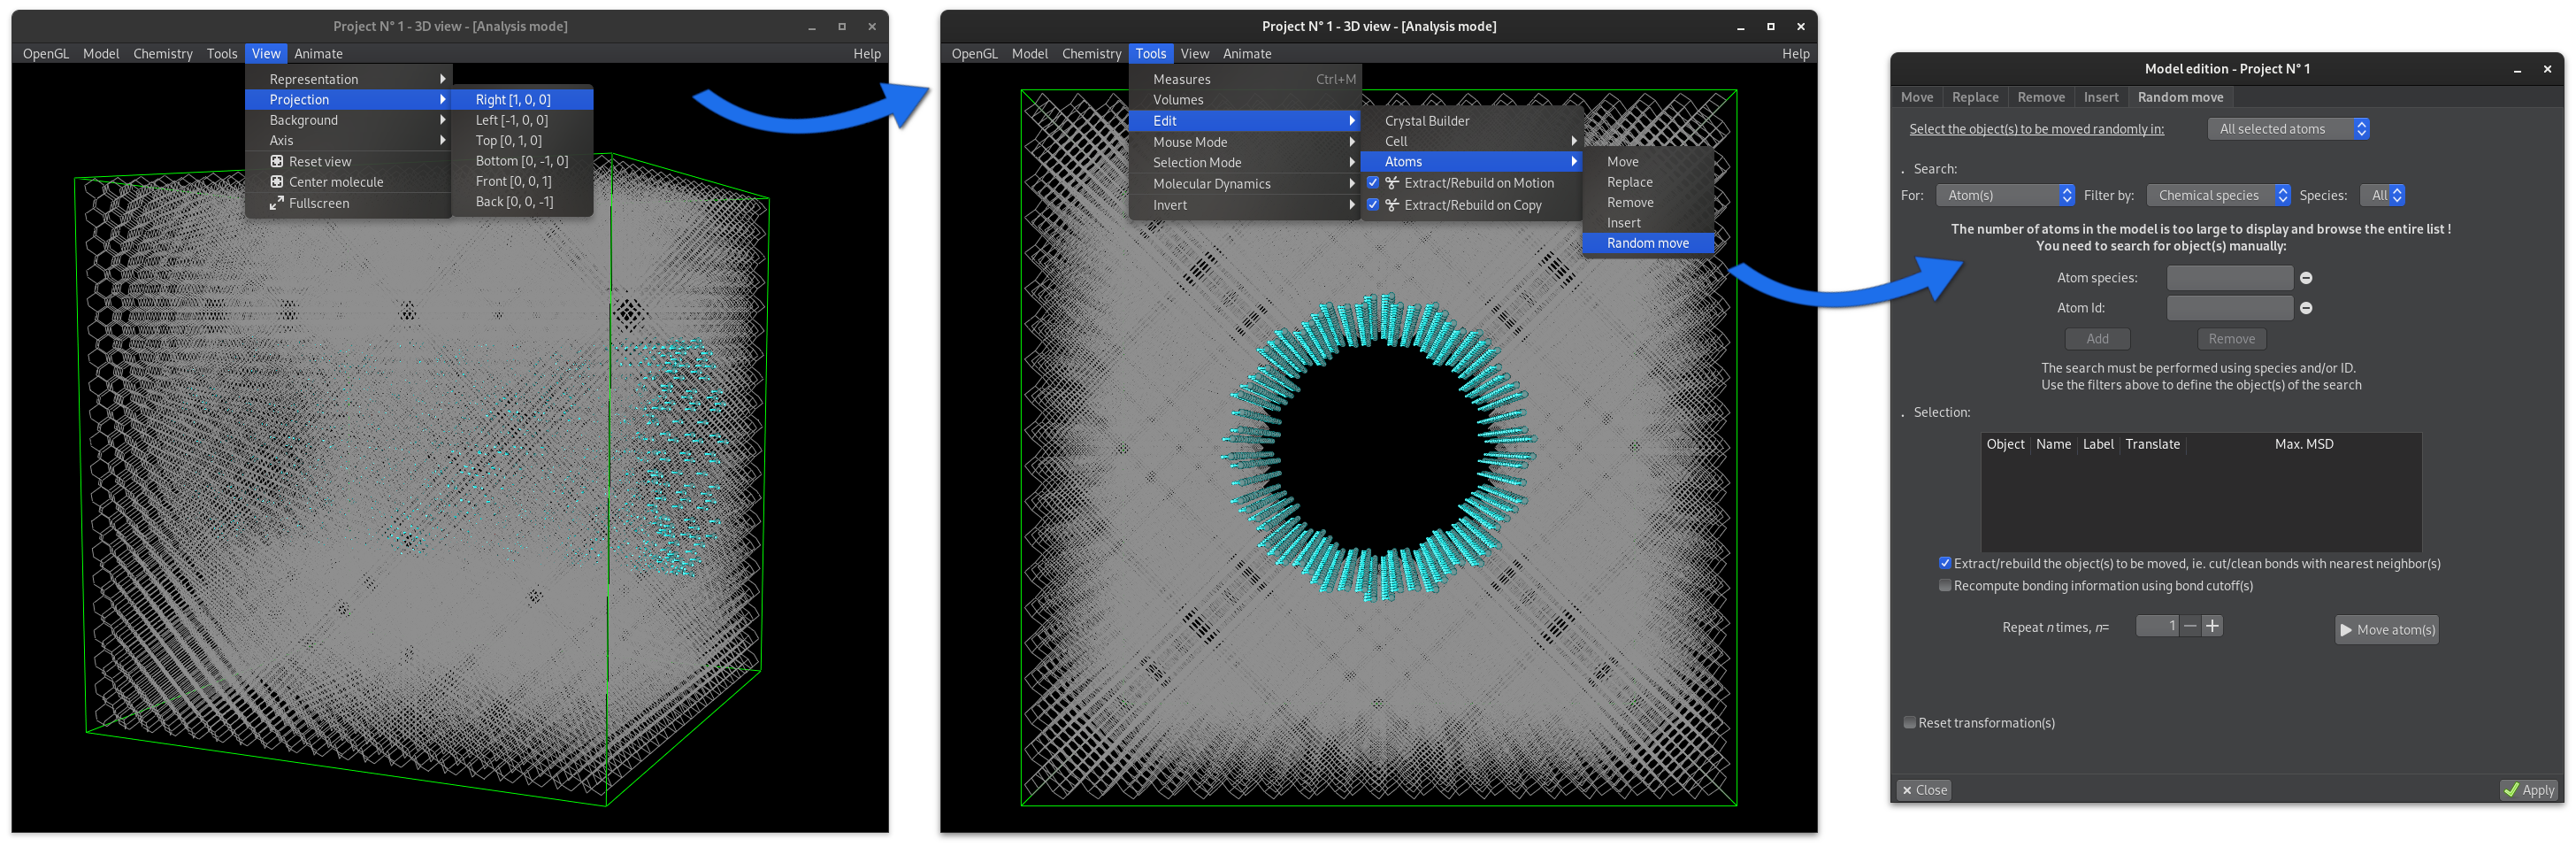 Project N° 1 - 3D view - [Analysis mode]
OpenGL Model Chemistry Tools View Animate Help
Representation
Projection
Background
Axis
Reset view
Center molecule
Fullscreen
Right [1, 0, 0]
Left [-1, 0, 0]
Top [0, 1, 0]
Bottom [0, -1, 0]
Front [0, 0, 1]
Back [0, 0, -1]
Project N° 1 - 3D view - [Analysis mode]
OpenGL Model Chemistry Tools View Animate Help
Measures Ctrl+M
Volumes
Edit
Mouse Mode
Selection Mode
Molecular Dynamics
Invert
Crystal Builder
Cell
Atoms
Extract/Rebuild on Motion
Extract/Rebuild on Copy
Move
Replace
Remove
Insert
Random move
Model edition - Project N° 1
Move Replace Remove Insert Random move
Select the object(s) to be moved randomly in: All selected atoms
. Search:
For: Atom(s) Filter by: Chemical species Species: All
The number of atoms in the model is too large to display and browse the entire list !
You need to search for object(s) manually:
Atom species:
Atom Id:
Add Remove
The search must be performed using species and/or ID.
Use the filters above to define the object(s) of the search
. Selection:
Object Name Label Translate Max. MSD
Extract/rebuild the object(s) to be moved, ie. cut/clean bonds with nearest neighbor(s)
Recompute bonding information using bond cutoff(s)
Repeat n times, n= 1 Move atom(s)
Reset transformation(s)
Close Apply